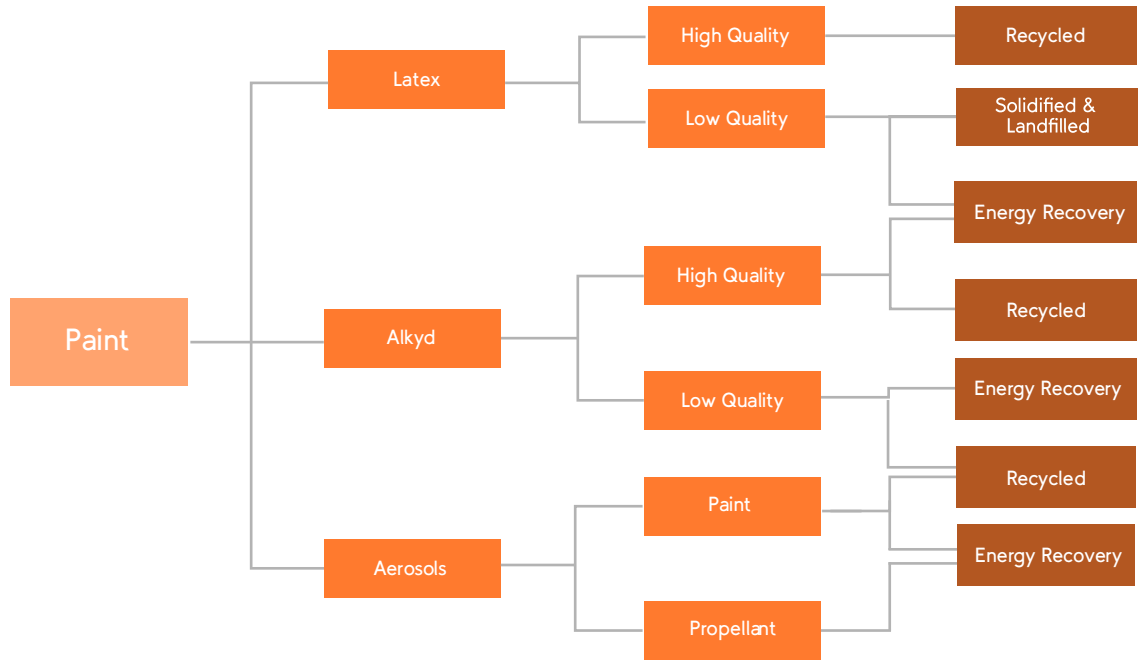 Paint
Latex
High Quality
Recycled
Low Quality
Solidified &
Landfilled
Energy Recovery
Alkyd
High Quality
Recycled
Low Quality
Energy Recovery
Recycled
Aerosols
Paint
Energy Recovery
Propellant